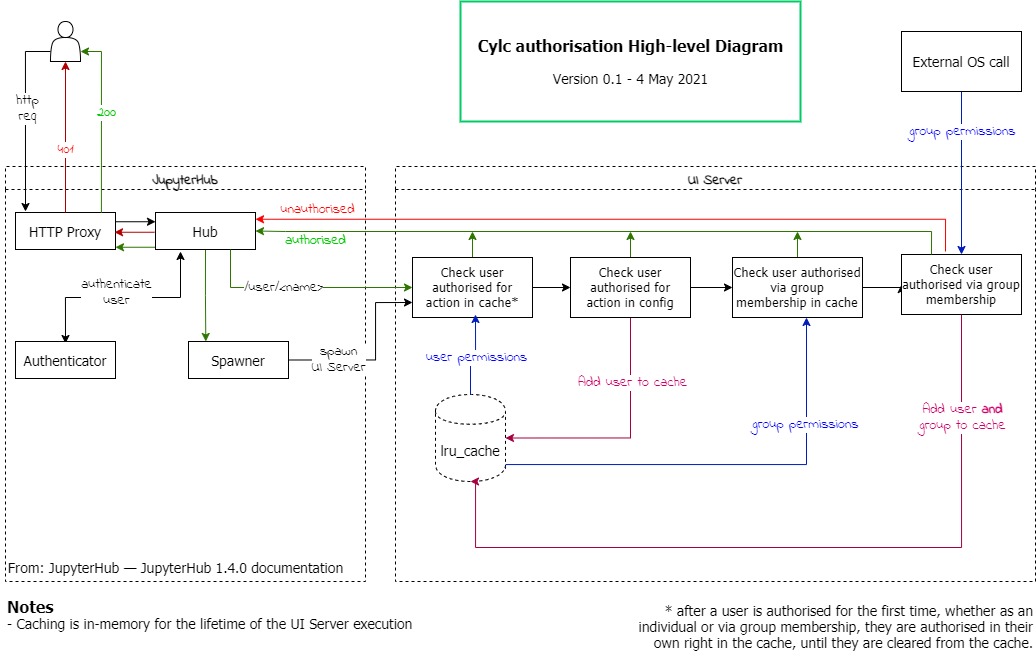 Cylc authorisation High-level Diagram
Version 0.1 - 4 May 2021
External OS call
http
req
200
401
group permissions
JupyterHub
UI Server
HTTP Proxy
Hub
unauthorised
authorised
Check user
authorised for
action in cache*
Check user
authorised for
action in config
Check user authorised
via group
membership in cache
Check user
authorised via group
membership
authenticate
user
/user/<name>
Authenticator
Spawner
spawn
UI Server
user permissions
Add user to cache
group permissions
Add user and
group to cache
lru_cache
From: JupyterHub — JupyterHub 1.4.0 documentation
Notes
- Caching is in-memory for the lifetime of the UI Server execution
* after a user is authorised for the first time, whether as an
individual or via group membership, they are authorised in their
own right in the cache, until they are cleared from the cache.